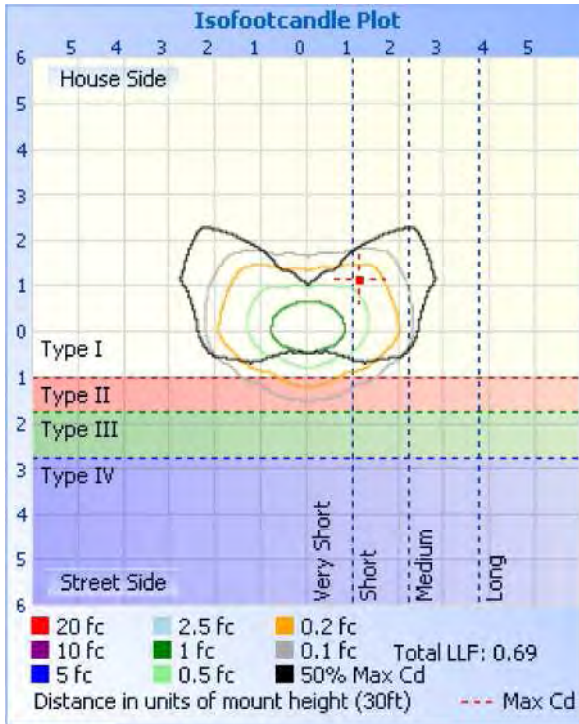 Isofootcandle Plot
5 4 3 2 1 0 1 2 3 4 5
6
House Side
5
4
3
2
1
0
Type I
1
Type II
2
Type III
3
Type IV
4
5
Street Side
6
Very Short
Short
Medium
Long
20 fc 2.5 fc 0.2 fc
10 fc 1 fc 0.1 fc Total LLF: 0.69
5 fc 0.5 fc 50% Max Cd
Distance in units of mount height (30ft) --- Max Cd